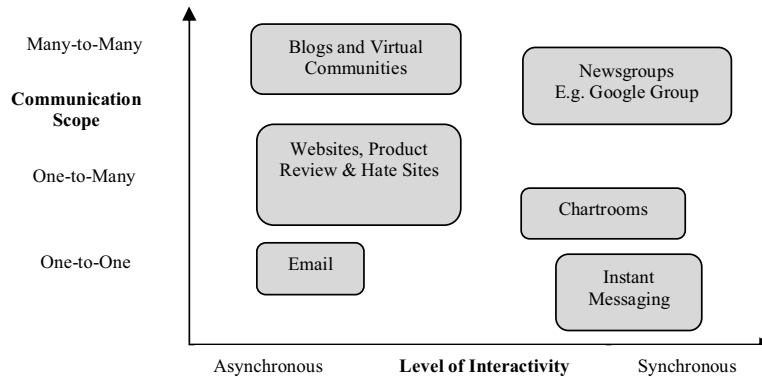 Many-to-Many
Blogs and Virtual
Communities
Newsgroups
E.g. Google Group
Communication
Scope
Websites, Product
Review & Hate Sites
One-to-Many
Chartrooms
One-to-One
Email
Instant
Messaging
Asynchronous
Level of Interactivity
Synchronous